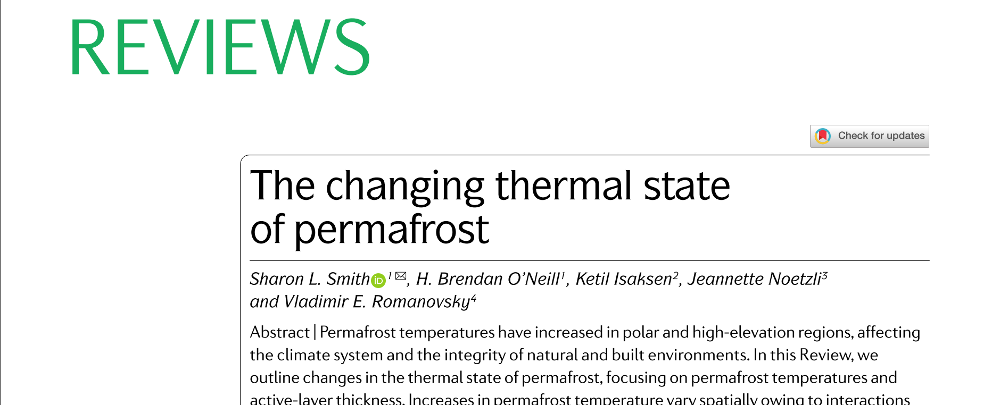 REVIEWS
Check for updates
The changing thermal state
of permafrost
Sharon L. Smith iD 1 ✉, H. Brendan O’Neill1, Ketil Isaksen2, Jeannette Noetzli3
and Vladimir E. Romanovsky4
Abstract | Permafrost temperatures have increased in polar and high-elevation regions, affecting
the climate system and the integrity of natural and built environments. In this Review, we
outline changes in the thermal state of permafrost, focusing on permafrost temperatures and
active-layer thickness. Increases in permafrost temperature vary spatially owing to interactions